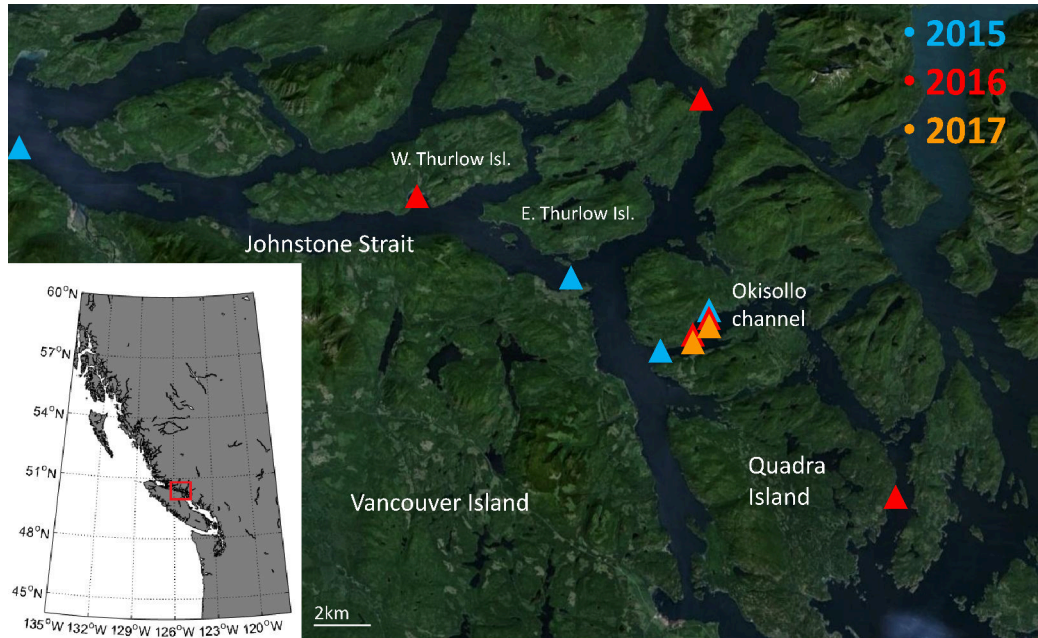 • 2015
• 2016
• 2017
W. Thurlow Isl.
E. Thurlow Isl.
Johnstone Strait
Okisollo
channel
Quadra
Island
Vancouver Island
2km
60°N
57°N
54°N
51°N
48°N
45°N
135°W 132°W 129°W 126°W 123°W 120°W